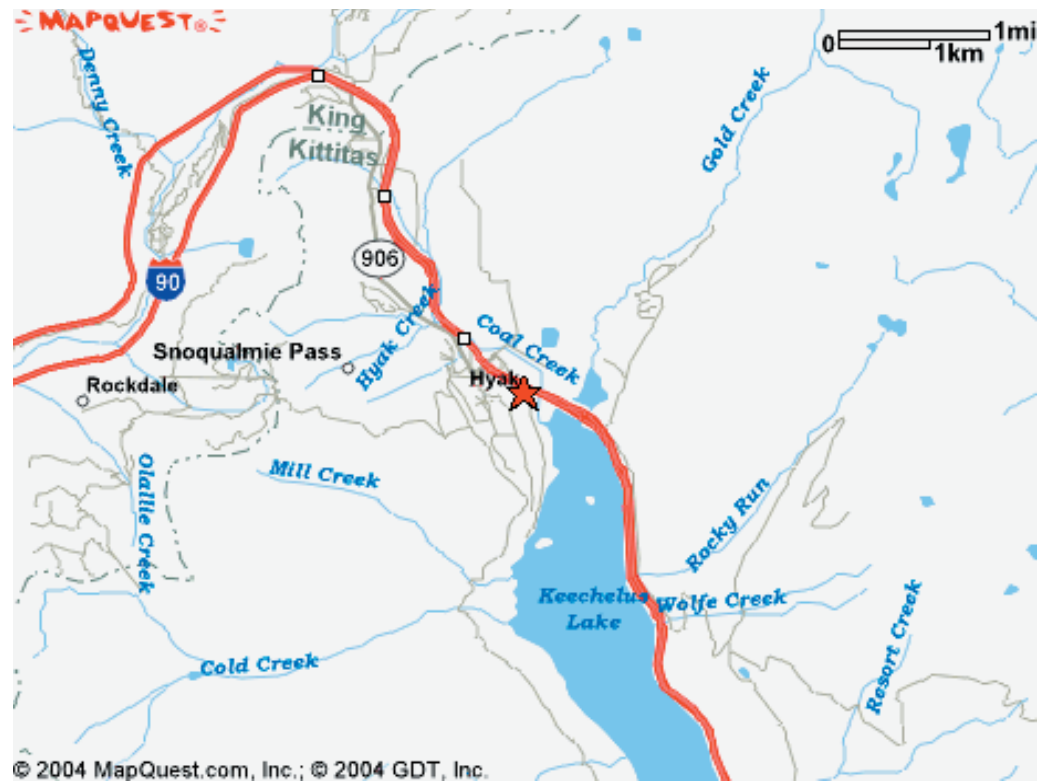 MAPQUEST
0 1mi
1km
Denny Creek
King
Kittitas
Gold Creek
906
90
Hyak Creek
Coal Creek
Snoqualmie Pass
Rockdale
Hyak
Mill Creek
Olallie Creek
Rocky Run
Keechelus
Lake
Wolfe Creek
Resort Creek
Cold Creek
© 2004 MapQuest.com, Inc.; © 2004 GDT, Inc.